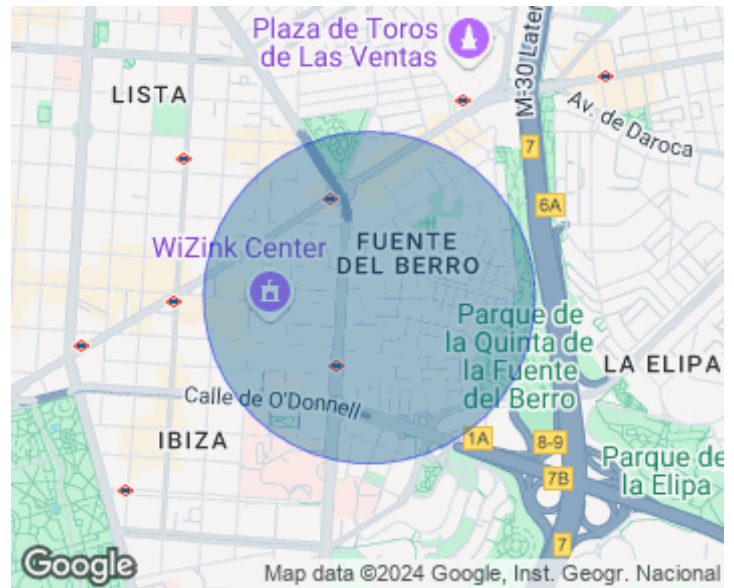 Plaza de Toros
de Las Ventas
M-30 Later
LISTA
Av. de Daroca
7
6A
WiZink Center
FUENTE
DEL BERRO
Parque de
la Quinta de
la Fuente
del Berro
LA ELIPA
Calle de O'Donnell
IBIZA
1A
8-9
7B
Parque de
la Elipa
7
Google
Map data ©2024 Google, Inst. Geogr. Nacional